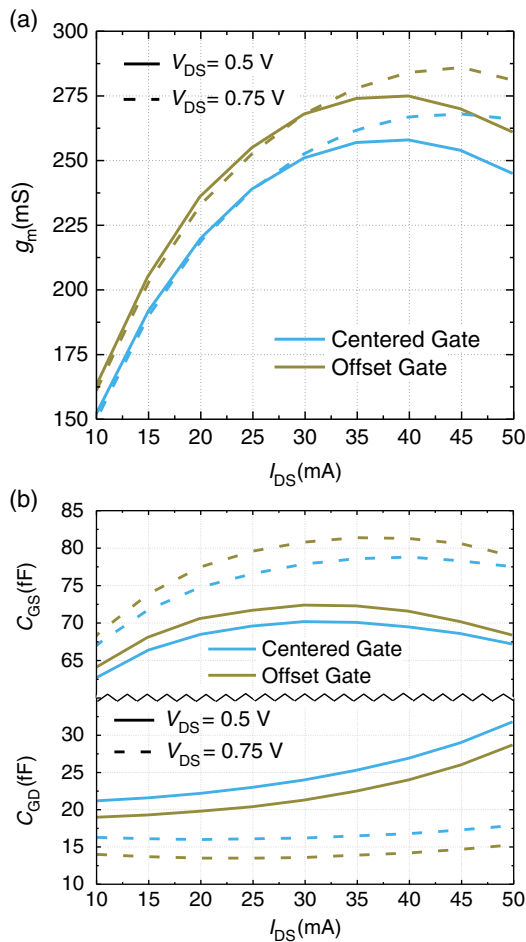 (a)
300
275
250
225
200
175
150
g_m(mS)
V_DS = 0.5 V
V_DS = 0.75 V
Centered Gate
Offset Gate
10 15 20 25 30 35 40 45 50
I_DS(mA)
(b)
85
80
75
70
65
C_GS(fF)
Centered Gate
Offset Gate
V_DS = 0.5 V
V_DS = 0.75 V
30
25
20
15
10
C_GD(fF)
10 15 20 25 30 35 40 45 50
I_DS(mA)